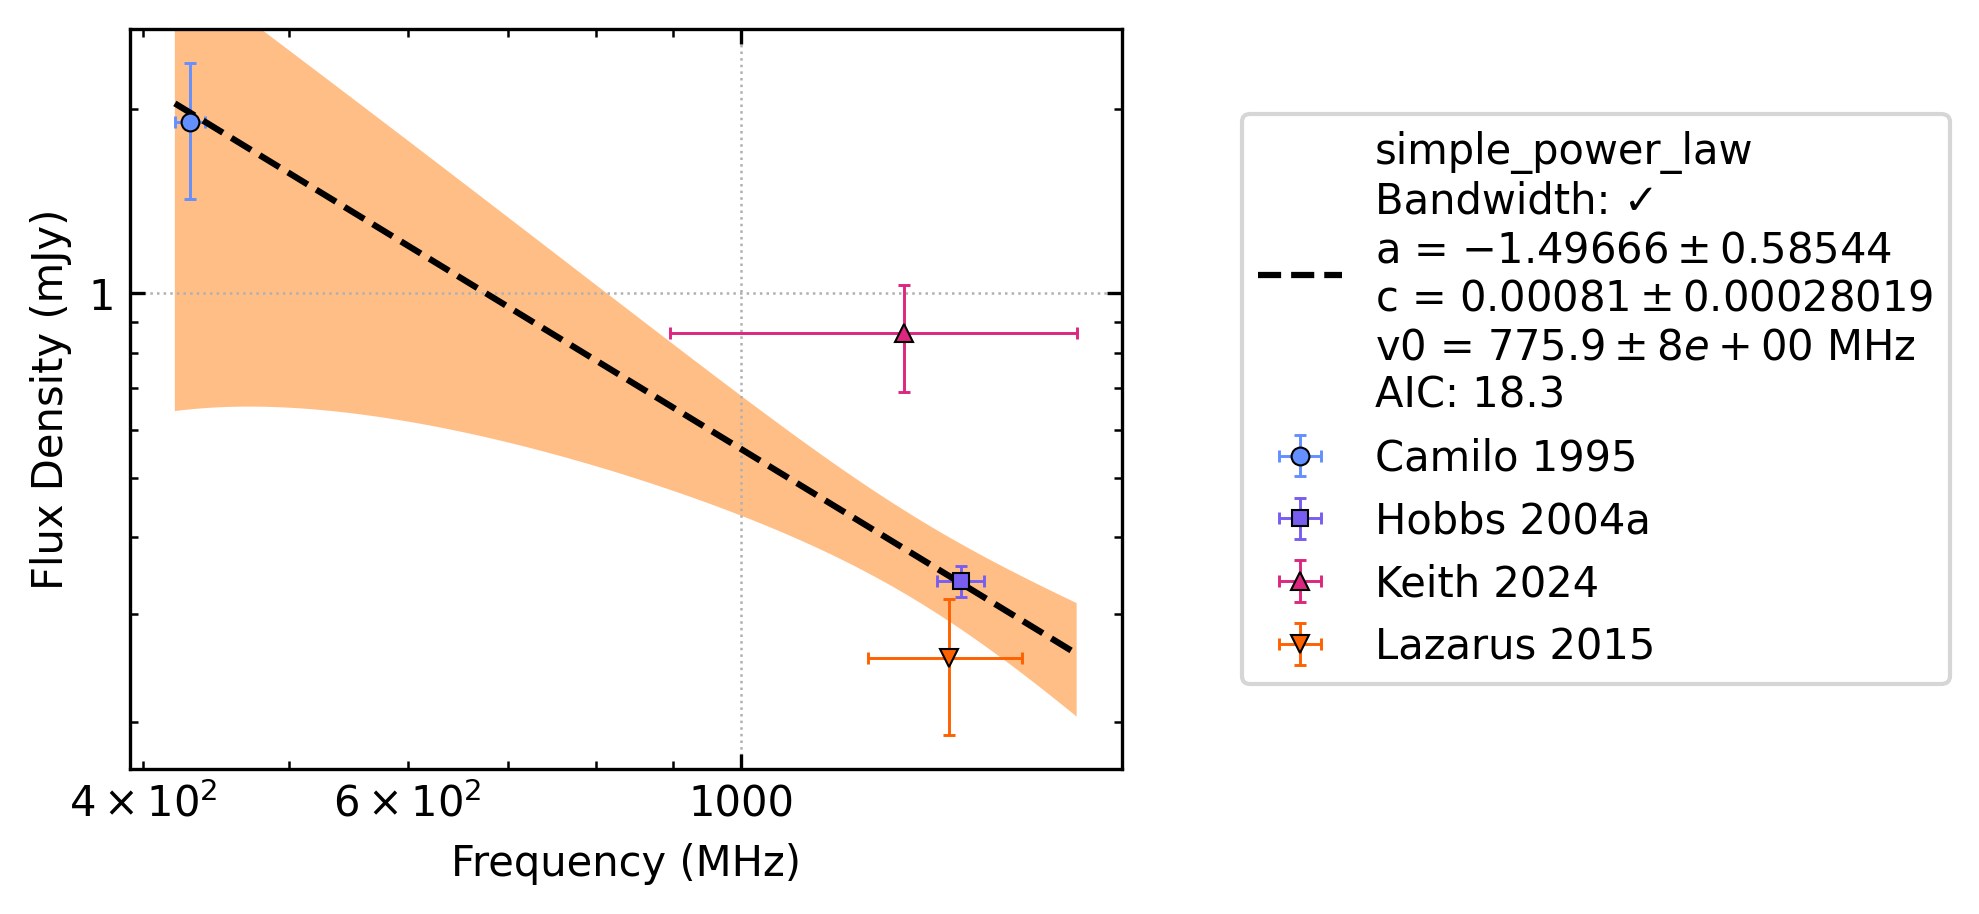 Flux Density (mJy)
1
4 × 10²
6 × 10²
1000
Frequency (MHz)
simple_power_law
Bandwidth: ✓
a = −1.49666 ± 0.58544
c = 0.00081 ± 0.00028019
v0 = 775.9 ± 8e + 00 MHz
AIC: 18.3
Camilo 1995
Hobbs 2004a
Keith 2024
Lazarus 2015